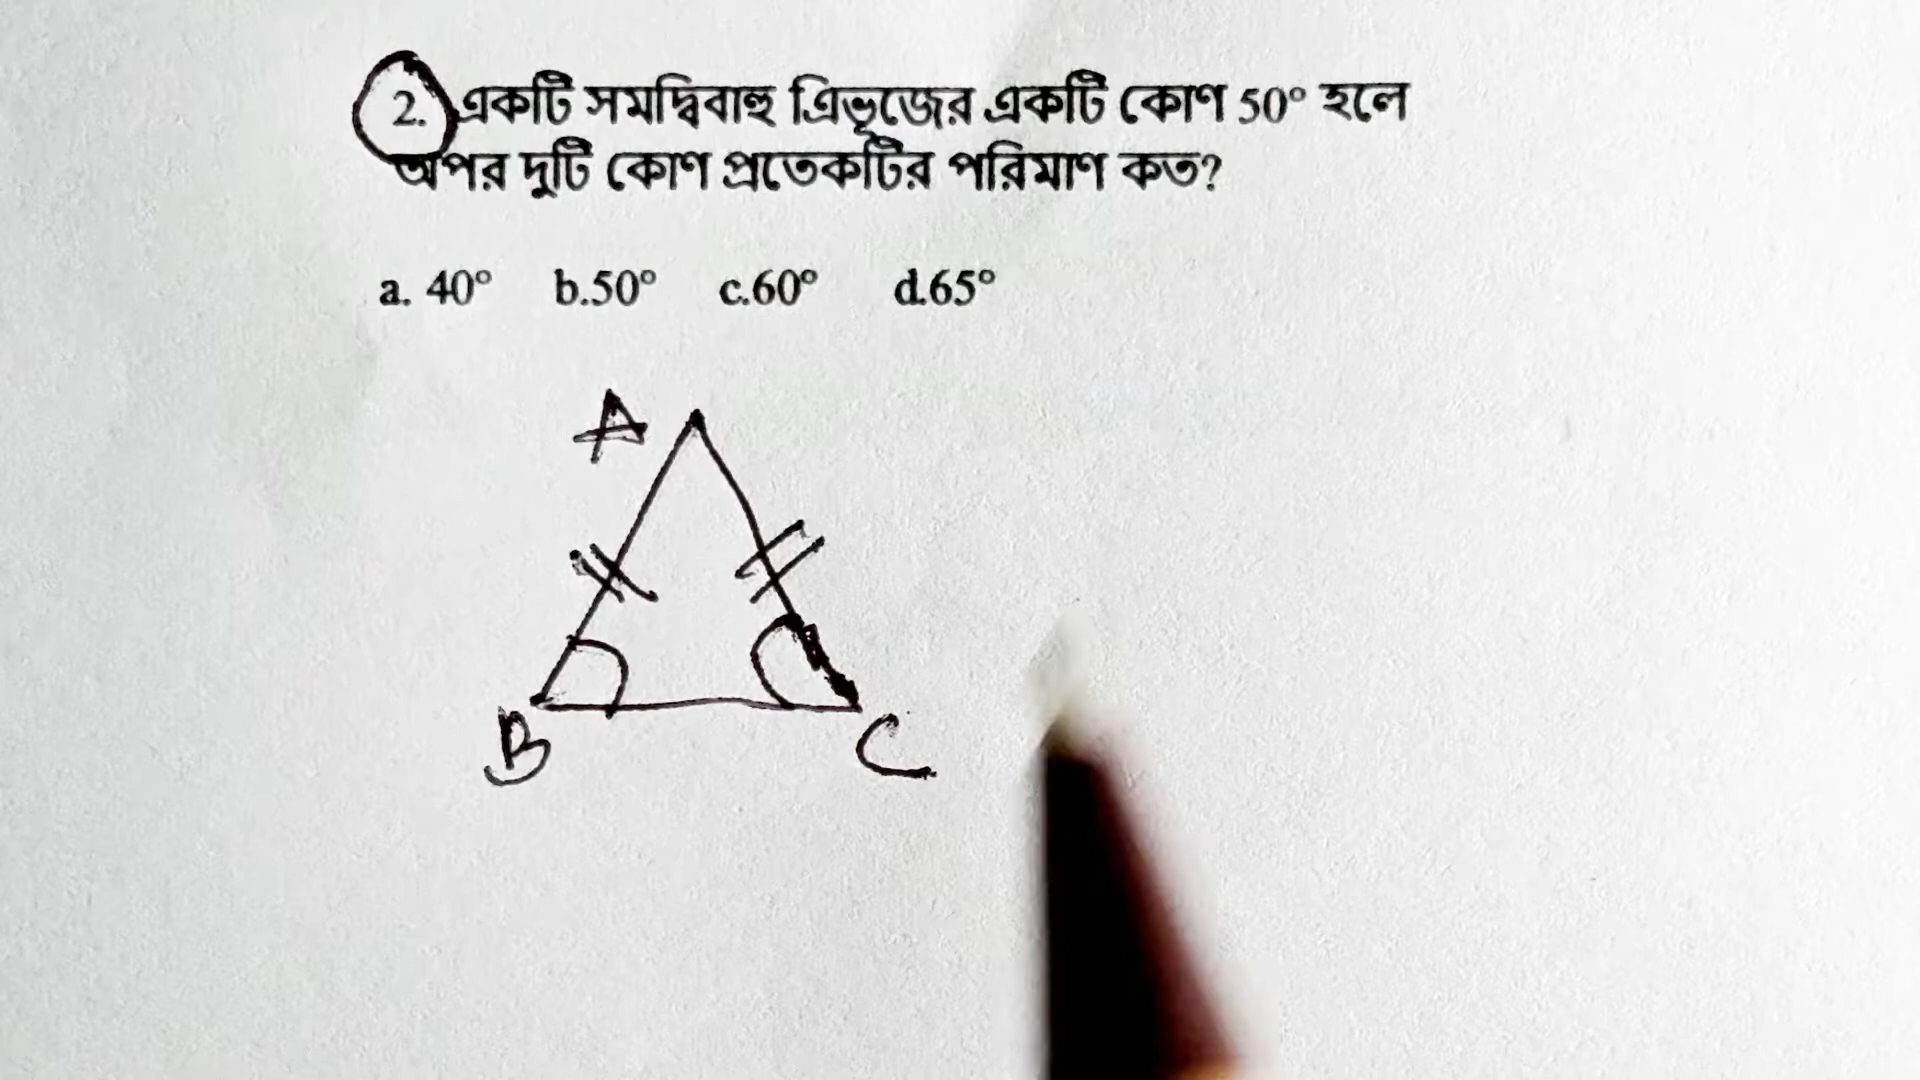 2. একটি সমদ্বিবাহু ত্রিভূজের একটি কোণ 50° হলে
অপর দুটি কোণ প্রতেকটির পরিমাণ কত?
a. 40° b.50° c.60° d.65°
A
B C